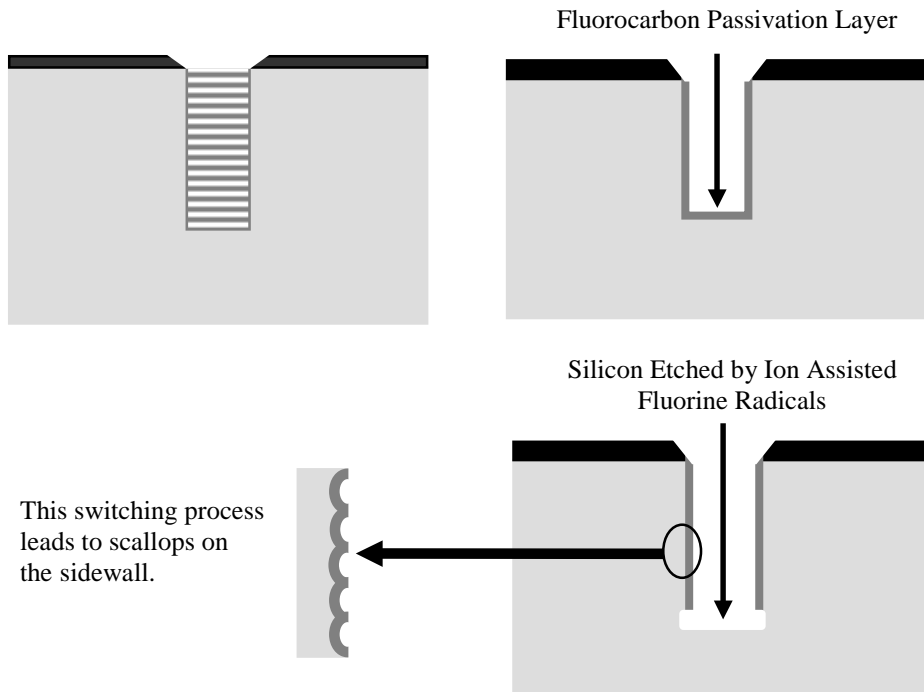 Fluorocarbon Passivation Layer
Silicon Etched by Ion Assisted
Fluorine Radicals
This switching process
leads to scallops on
the sidewall.